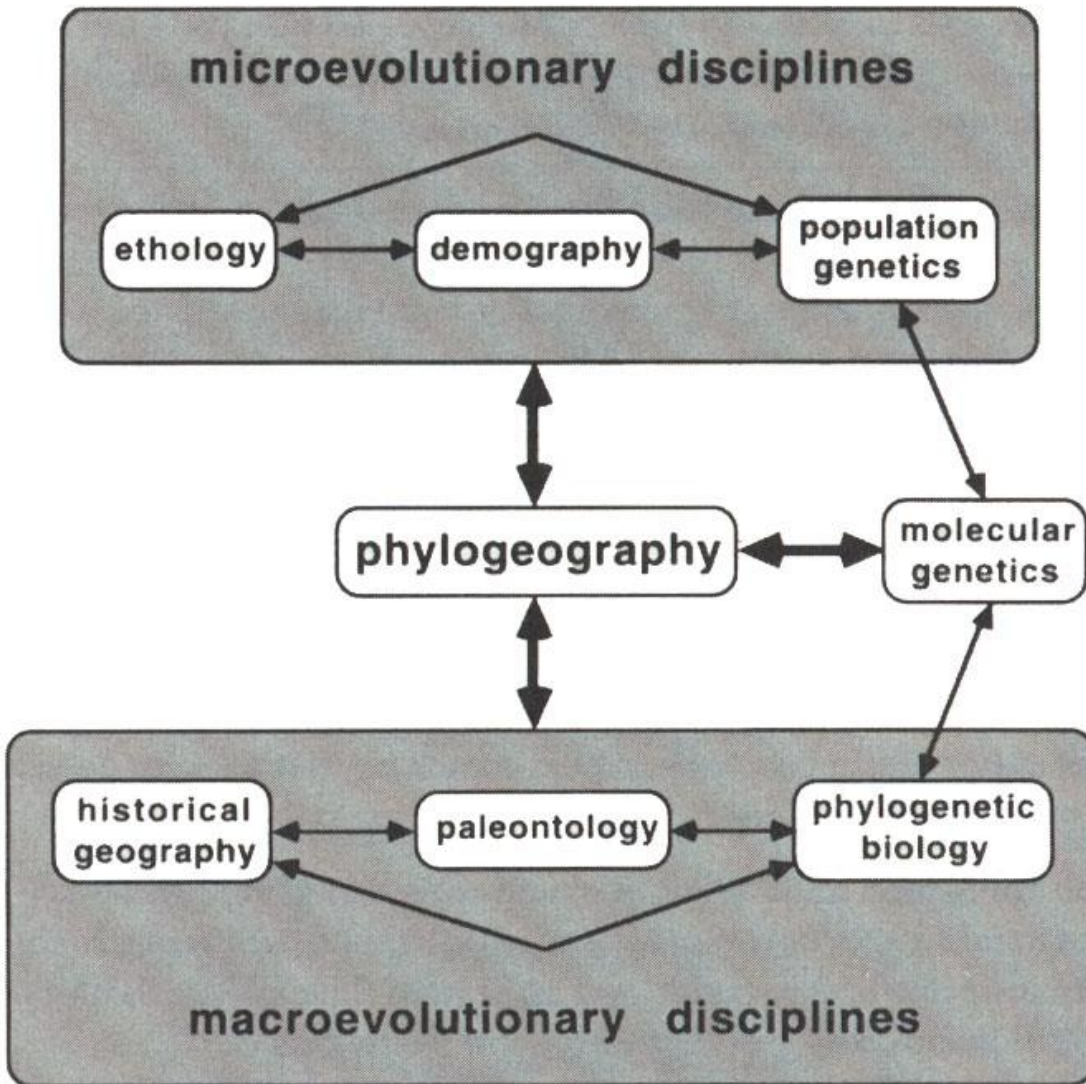 microevolutionary disciplines
ethology
demography
population
genetics
phylogeography
molecular
genetics
historical
geography
paleontology
phylogenetic
biology
macroevolutionary disciplines